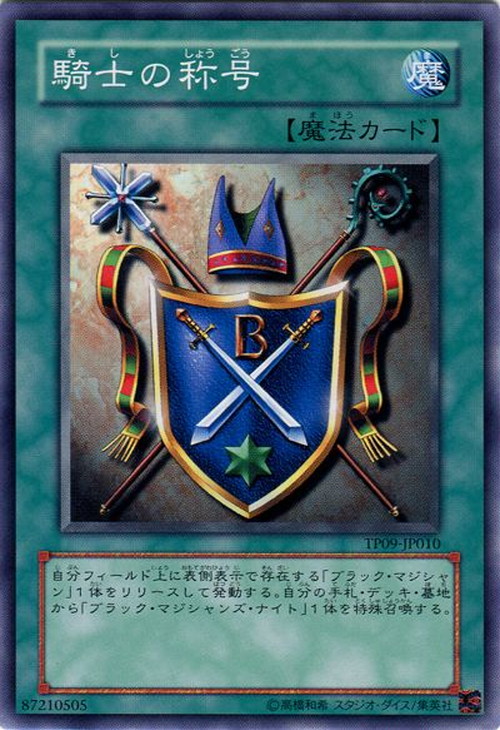 騎士の称号
魔
【魔法カード】
B
TP09-JP010
自分フィールド上に表側表示で存在する「ブラック・マジシャ
ン」1体をリリースして発動する。自分の手札・デッキ・墓地
から「ブラック・マジシャンズ・ナイト」1体を特殊召喚する。
87210505
©高橋和希 スタジオ・ダイス/集英社